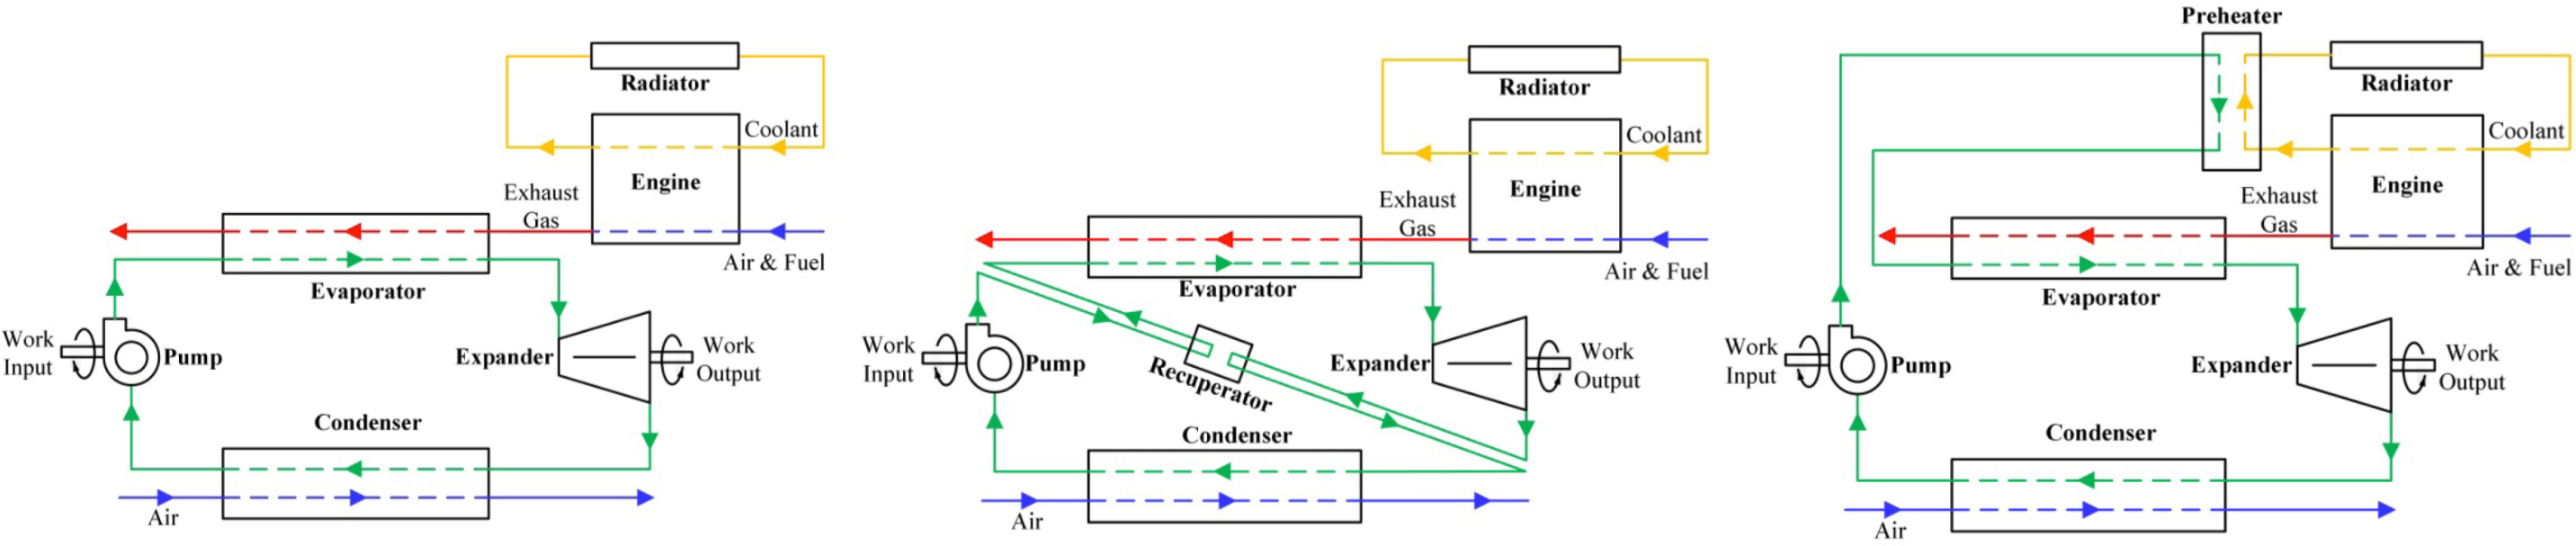 Radiator
Coolant
Engine
Exhaust
Gas
Air & Fuel
Evaporator
Work
Input
Pump
Expander
Work
Output
Condenser
Air
Radiator
Coolant
Engine
Exhaust
Gas
Air & Fuel
Evaporator
Work
Input
Pump
Recuperator
Expander
Work
Output
Condenser
Air
Preheater
Radiator
Coolant
Engine
Exhaust
Gas
Air & Fuel
Evaporator
Work
Input
Pump
Expander
Work
Output
Condenser
Air